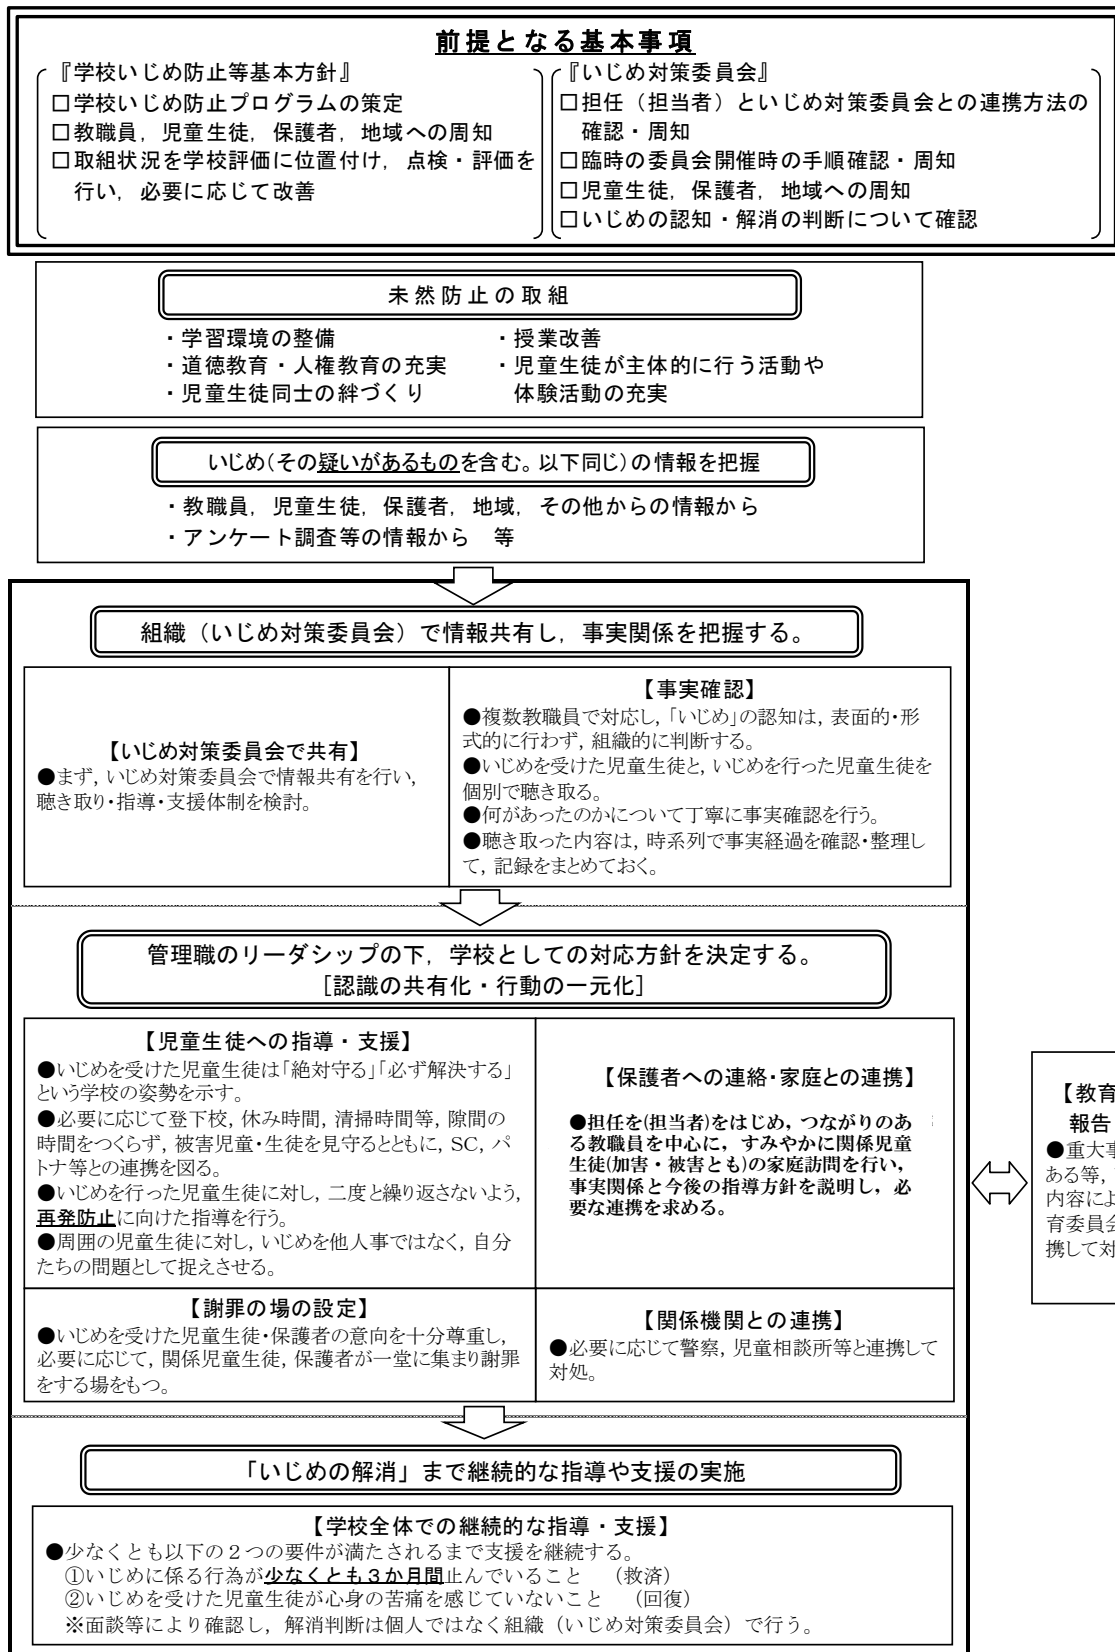 前提となる基本事項
『学校いじめ防止等基本方針』
□学校いじめ防止プログラムの策定
□教職員，児童生徒，保護者，地域への周知
□取組状況を学校評価に位置付け，点検・評価を
行い，必要に応じて改善
『いじめ対策委員会』
□担任（担当者）といじめ対策委員会との連携方法の
確認・周知
□臨時の委員会開催時の手順確認・周知
□児童生徒，保護者，地域への周知
□いじめの認知・解消の判断について確認
未然防止の取組
・学習環境の整備
・道徳教育・人権教育の充実
・児童生徒同士の絆づくり
・授業改善
・児童生徒が主体的に行う活動や
体験活動の充実
いじめ(その疑いがあるものを含む。以下同じ)の情報を把握
・教職員，児童生徒，保護者，地域，その他からの情報から
・アンケート調査等の情報から　等
組織（いじめ対策委員会）で情報共有し，事実関係を把握する。
【いじめ対策委員会で共有】
●まず，いじめ対策委員会で情報共有を行い，
聴き取り・指導・支援体制を検討。
【事実確認】
●複数教職員で対応し，「いじめ」の認知は，表面的・形
式的に行わず，組織的に判断する。
●いじめを受けた児童生徒と，いじめを行った児童生徒を
個別で聴き取る。
●何があったのかについて丁寧に事実確認を行う。
●聴き取った内容は，時系列で事実経過を確認・整理し
て，記録をまとめておく。
管理職のリーダシップの下，学校としての対応方針を決定する。
［認識の共有化・行動の一元化］
【児童生徒への指導・支援】
●いじめを受けた児童生徒は「絶対守る」「必ず解決する」
という学校の姿勢を示す。
●必要に応じて登下校，休み時間，清掃時間等，隙間の
時間をつくらず，被害児童・生徒を見守るとともに，SC，パ
トナ等との連携を図る。
●いじめを行った児童生徒に対し，二度と繰り返さないよう，
再発防止に向けた指導を行う。
●周囲の児童生徒に対し，いじめを他人事ではなく，自分
たちの問題として捉えさせる。
【保護者への連絡・家庭との連携】
●担任を(担当者)をはじめ，つながりのあ
る教職員を中心に，すみやかに関係児童
生徒(加害・被害とも)の家庭訪問を行い，
事実関係と今後の指導方針を説明し，必
要な連携を求める。
【教育
報告
●重大事
ある等，
内容によ
育委員会
携して対
【謝罪の場の設定】
●いじめを受けた児童生徒・保護者の意向を十分尊重し，
必要に応じて，関係児童生徒，保護者が一堂に集まり謝罪
をする場をもつ。
【関係機関との連携】
●必要に応じて警察，児童相談所等と連携して
対処。
「いじめの解消」まで継続的な指導や支援の実施
【学校全体での継続的な指導・支援】
●少なくとも以下の２つの要件が満たされるまで支援を継続する。
①いじめに係る行為が少なくとも３か月間止んでいること　（救済）
②いじめを受けた児童生徒が心身の苦痛を感じていないこと　（回復）
※面談等により確認し，解消判断は個人ではなく組織（いじめ対策委員会）で行う。